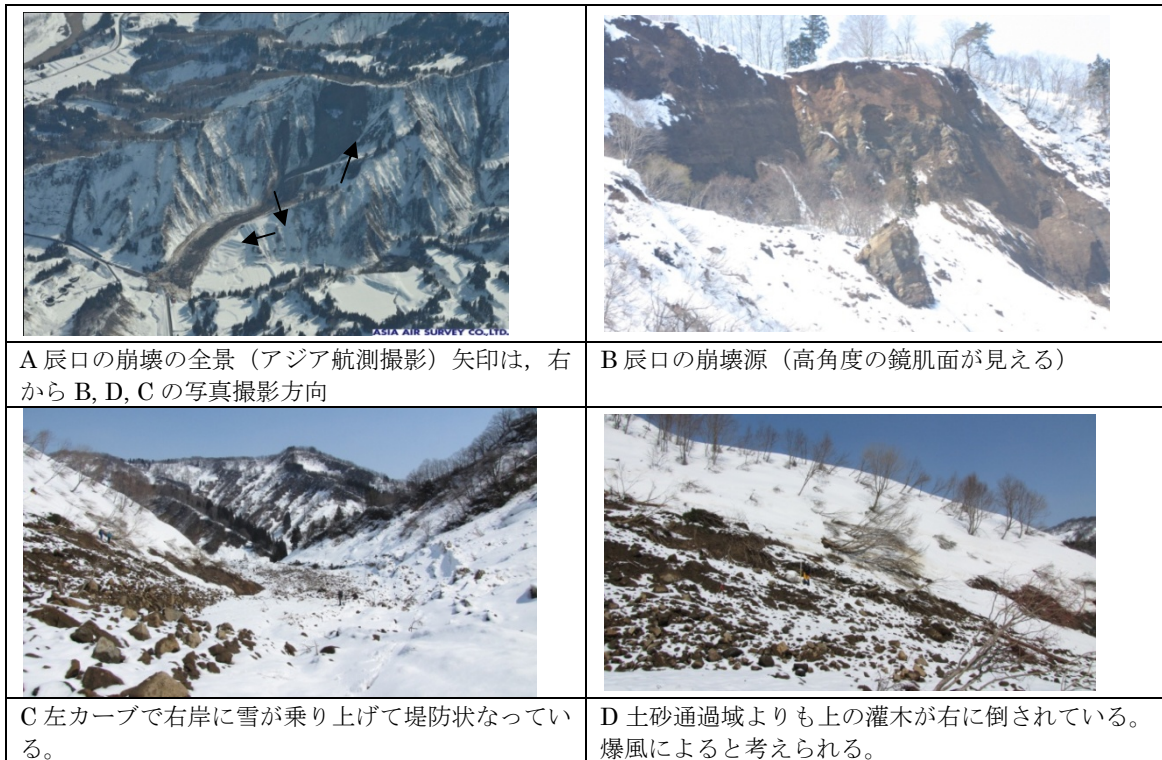 ASIA AIR SURVEY CO.,LTD.
A 辰口の崩壊の全景（アジア航測撮影）矢印は，右
から B, D, C の写真撮影方向
B 辰口の崩壊源（高角度の鏡肌面が見える）
C 左カーブで右岸に雪が乗り上げて堤防状なってい
る。
D 土砂通過域よりも上の灌木が右に倒されている。
爆風によると考えられる。